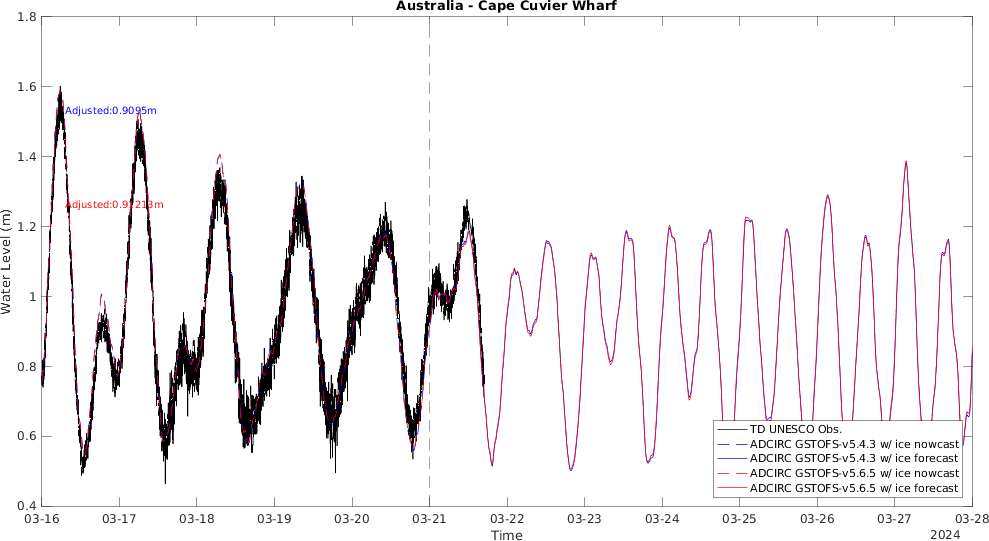 Australia - Cape Cuvier Wharf
1.8
1.6
1.4
1.2
1
0.8
0.6
0.4
Water Level (m)
Adjusted:0.9095m
Adjusted:0.92213m
TD UNESCO Obs.
ADCIRC GSTOFS-v5.4.3 w/ ice nowcast
ADCIRC GSTOFS-v5.4.3 w/ ice forecast
ADCIRC GSTOFS-v5.6.5 w/ ice nowcast
ADCIRC GSTOFS-v5.6.5 w/ ice forecast
03-16 03-17 03-18 03-19 03-20 03-21 03-22 03-23 03-24 03-25 03-26 03-27 03-28
Time
2024